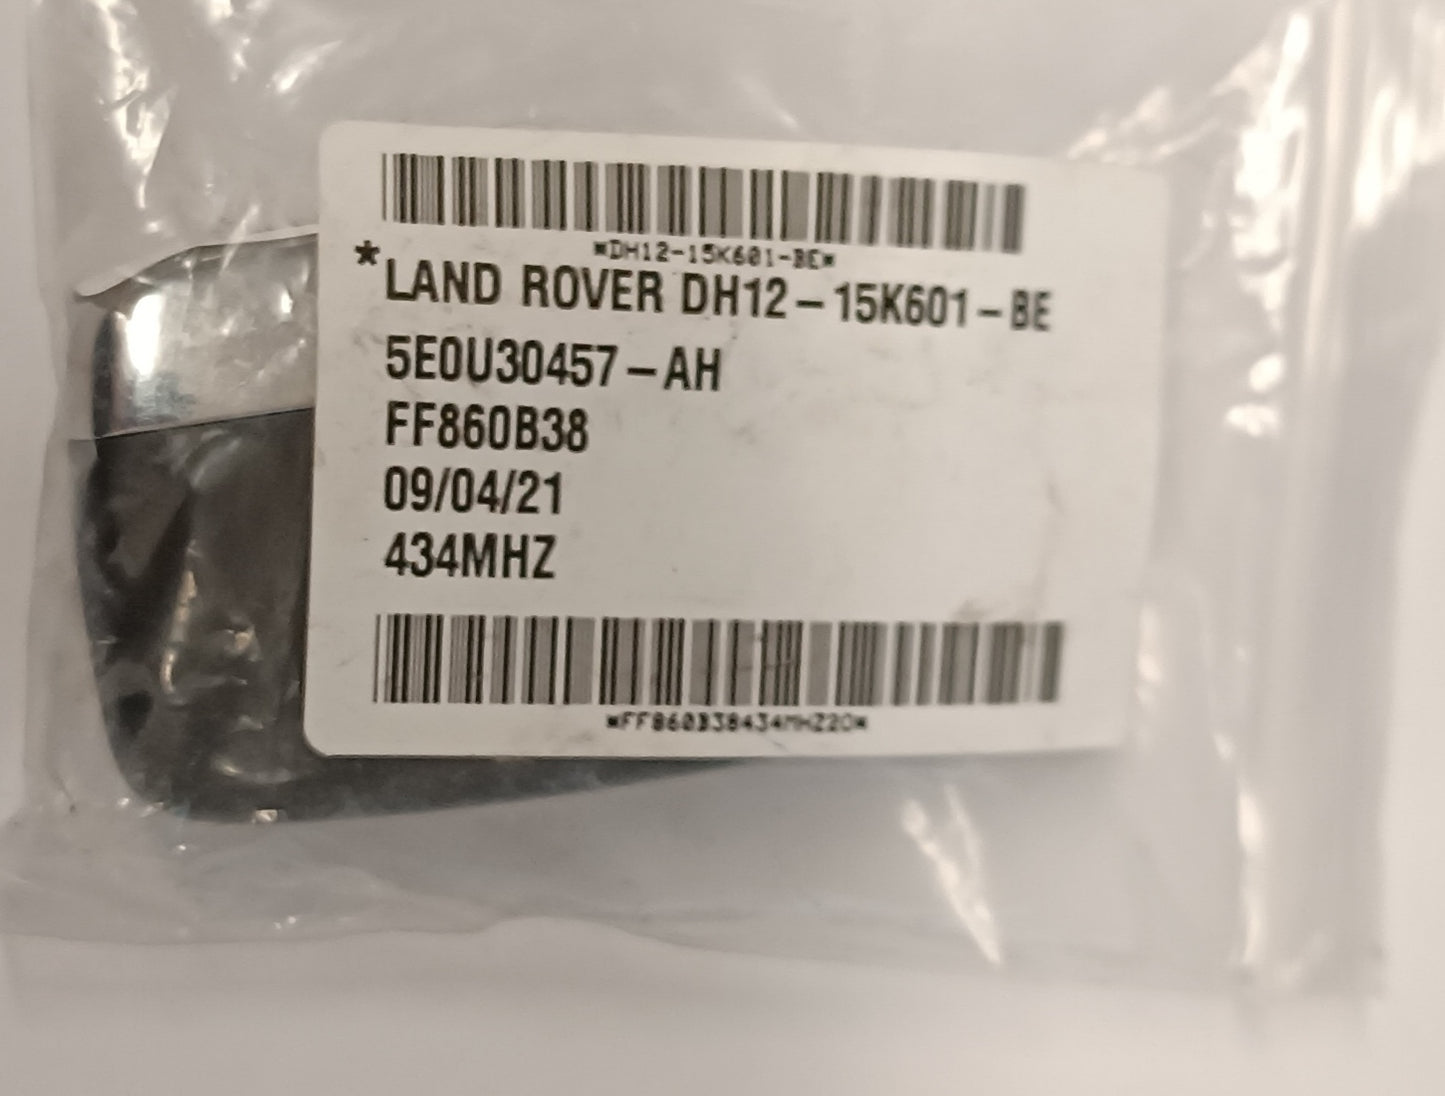 *DH12-15K601-BE*
*LAND ROVER DH12-15K601-BE
5E0U30457-AH
FF860B38
09/04/21
434MHZ
*FF860B38434MHZ20*